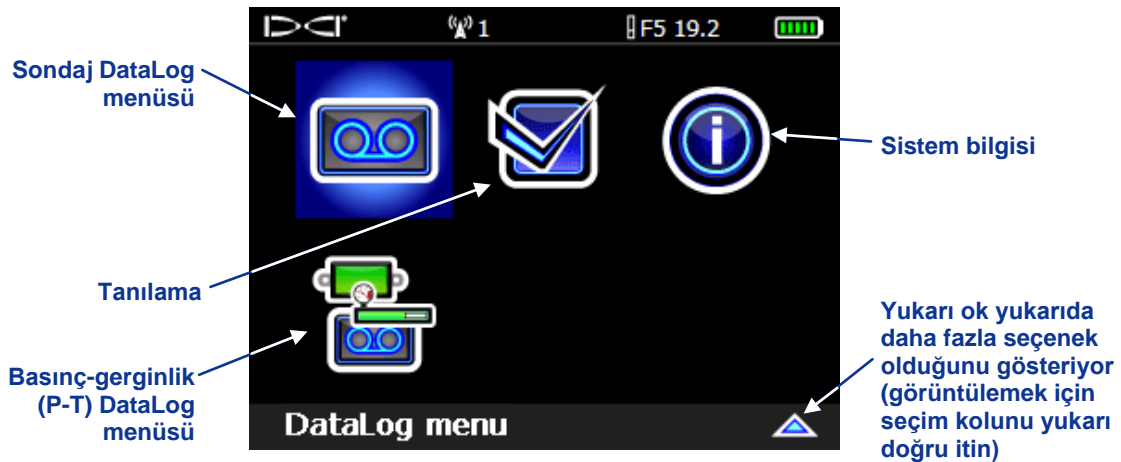 DCI 1 F5 19.2
Sondaj DataLog
menüsü
Sistem bilgisi
Tanılama
Basınç-gerginlik
(P-T) DataLog
menüsü
Yukarı ok yukarıda
daha fazla seçenek
olduğunu gösteriyor
(görüntülemek için
seçim kolunu yukarı
doğru itin)
DataLog menu